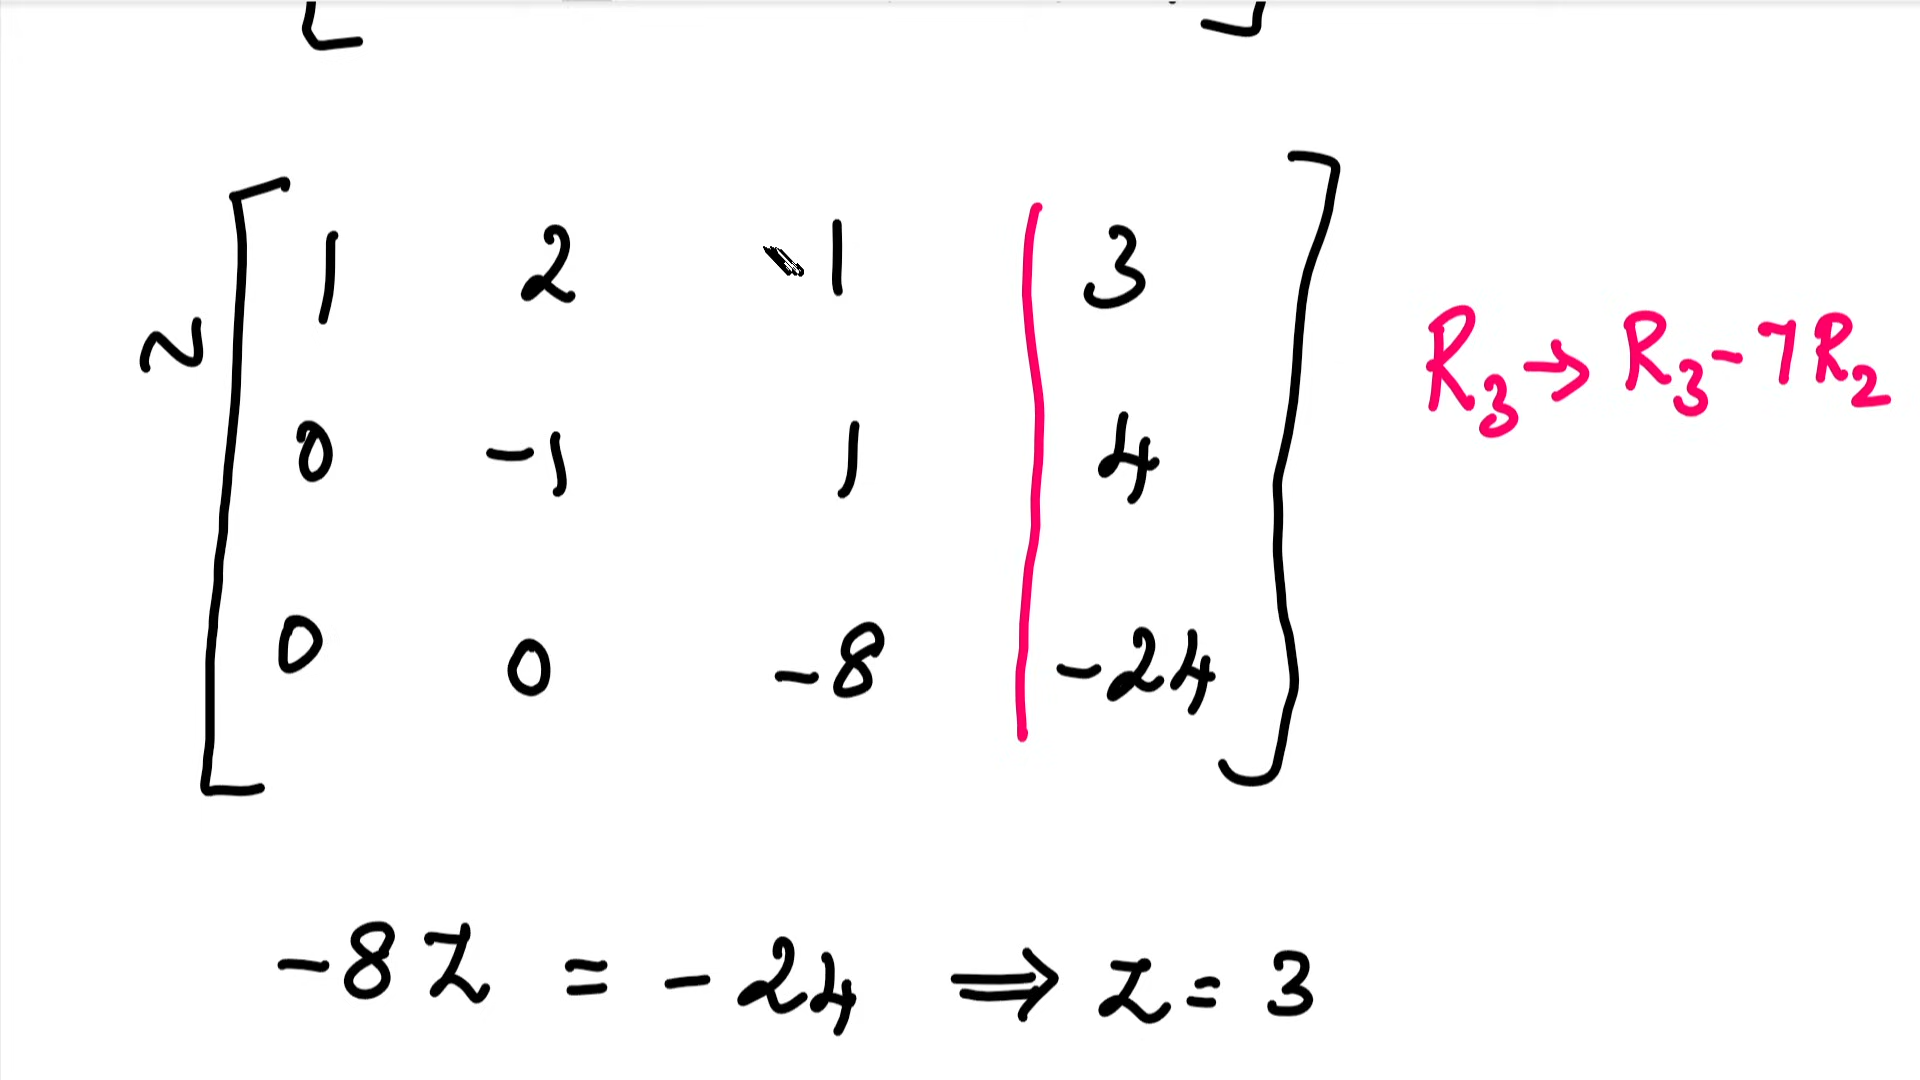 ~ [ 1 2 1 | 3 ]
[ 0 -1 1 | 4 ] R₃ → R₃ - 7R₂
[ 0 0 -8 | -24 ]
-8z = -24 ⇒ z = 3